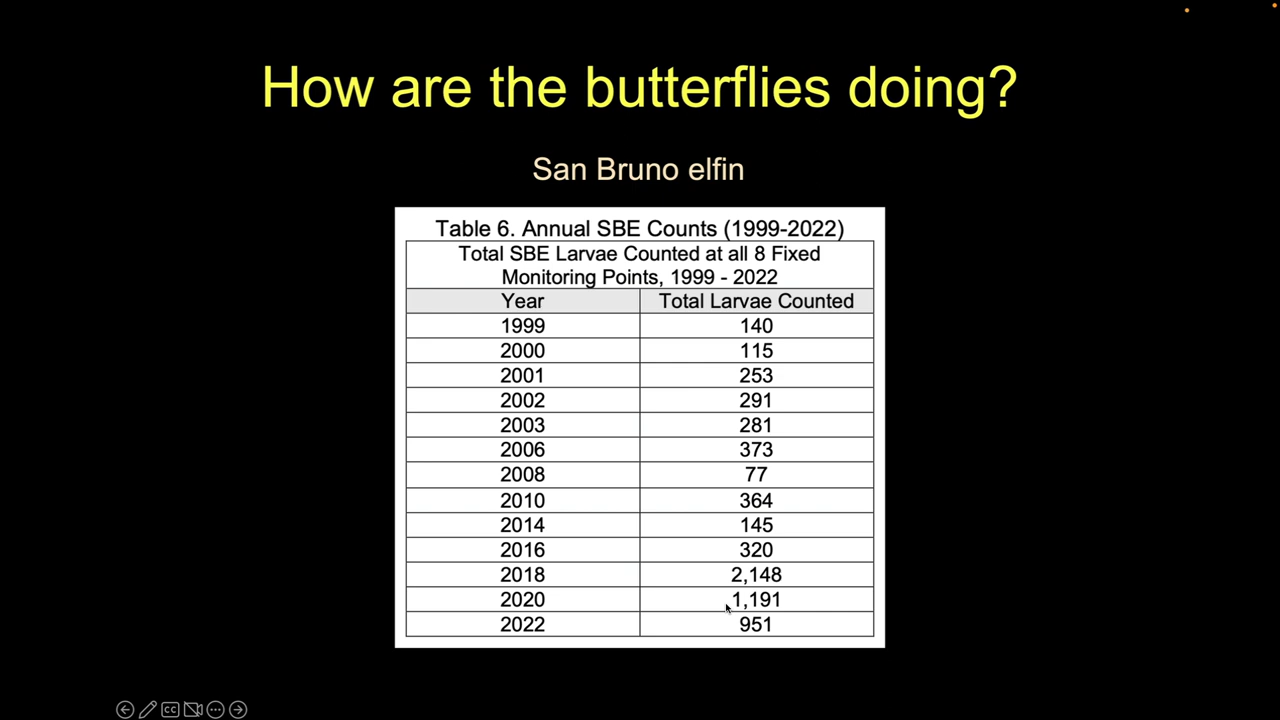 How are the butterflies doing?
San Bruno elfin
Table 6. Annual SBE Counts (1999-2022)
Total SBE Larvae Counted at all 8 Fixed
Monitoring Points, 1999 - 2022
Year Total Larvae Counted
1999 140
2000 115
2001 253
2002 291
2003 281
2006 373
2008 77
2010 364
2014 145
2016 320
2018 2,148
2020 1,191
2022 951
CC